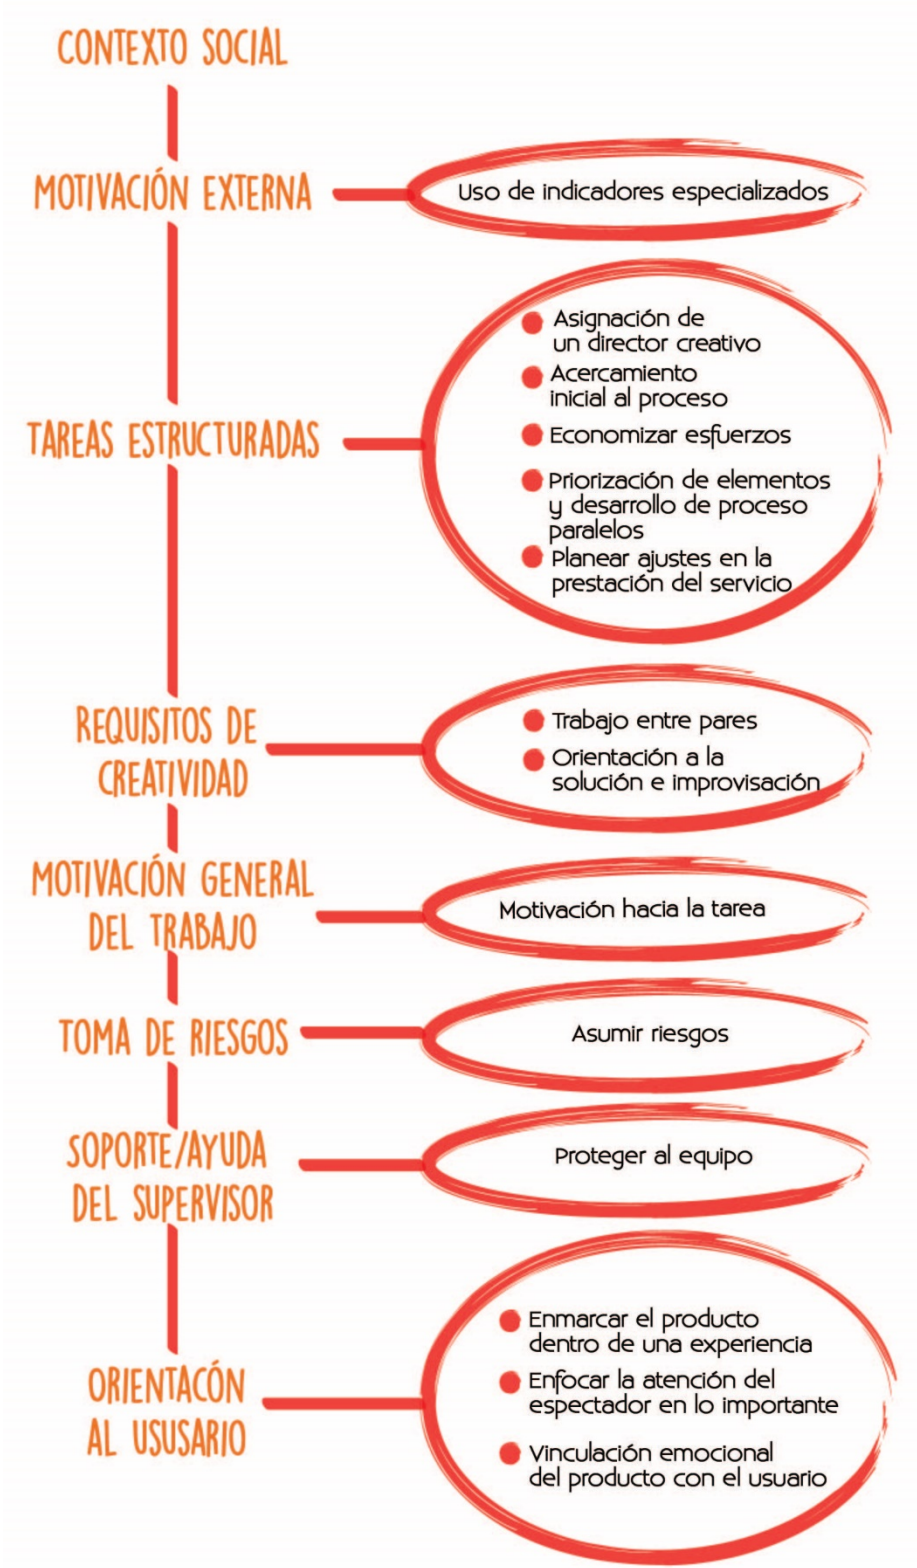 CONTEXTO SOCIAL
MOTIVACIÓN EXTERNA
Uso de indicadores especializados
TAREAS ESTRUCTURADAS
Asignación de
un director creativo
Acercamiento
inicial al proceso
Economizar esfuerzos
Priorización de elementos
y desarrollo de proceso
paralelos
Planear ajustes en la
prestación del servicio
REQUISITOS DE
CREATIVIDAD
Trabajo entre pares
Orientación a la
solución e improvisación
MOTIVACIÓN GENERAL
DEL TRABAJO
Motivación hacia la tarea
TOMA DE RIESGOS
Asumir riesgos
SOPORTE/AYUDA
DEL SUPERVISOR
Proteger al equipo
ORIENTACÓN
AL USUSARIO
Enmarcar el producto
dentro de una experiencia
Enfocar la atención del
espectador en lo importante
Vinculación emocional
del producto con el usuario